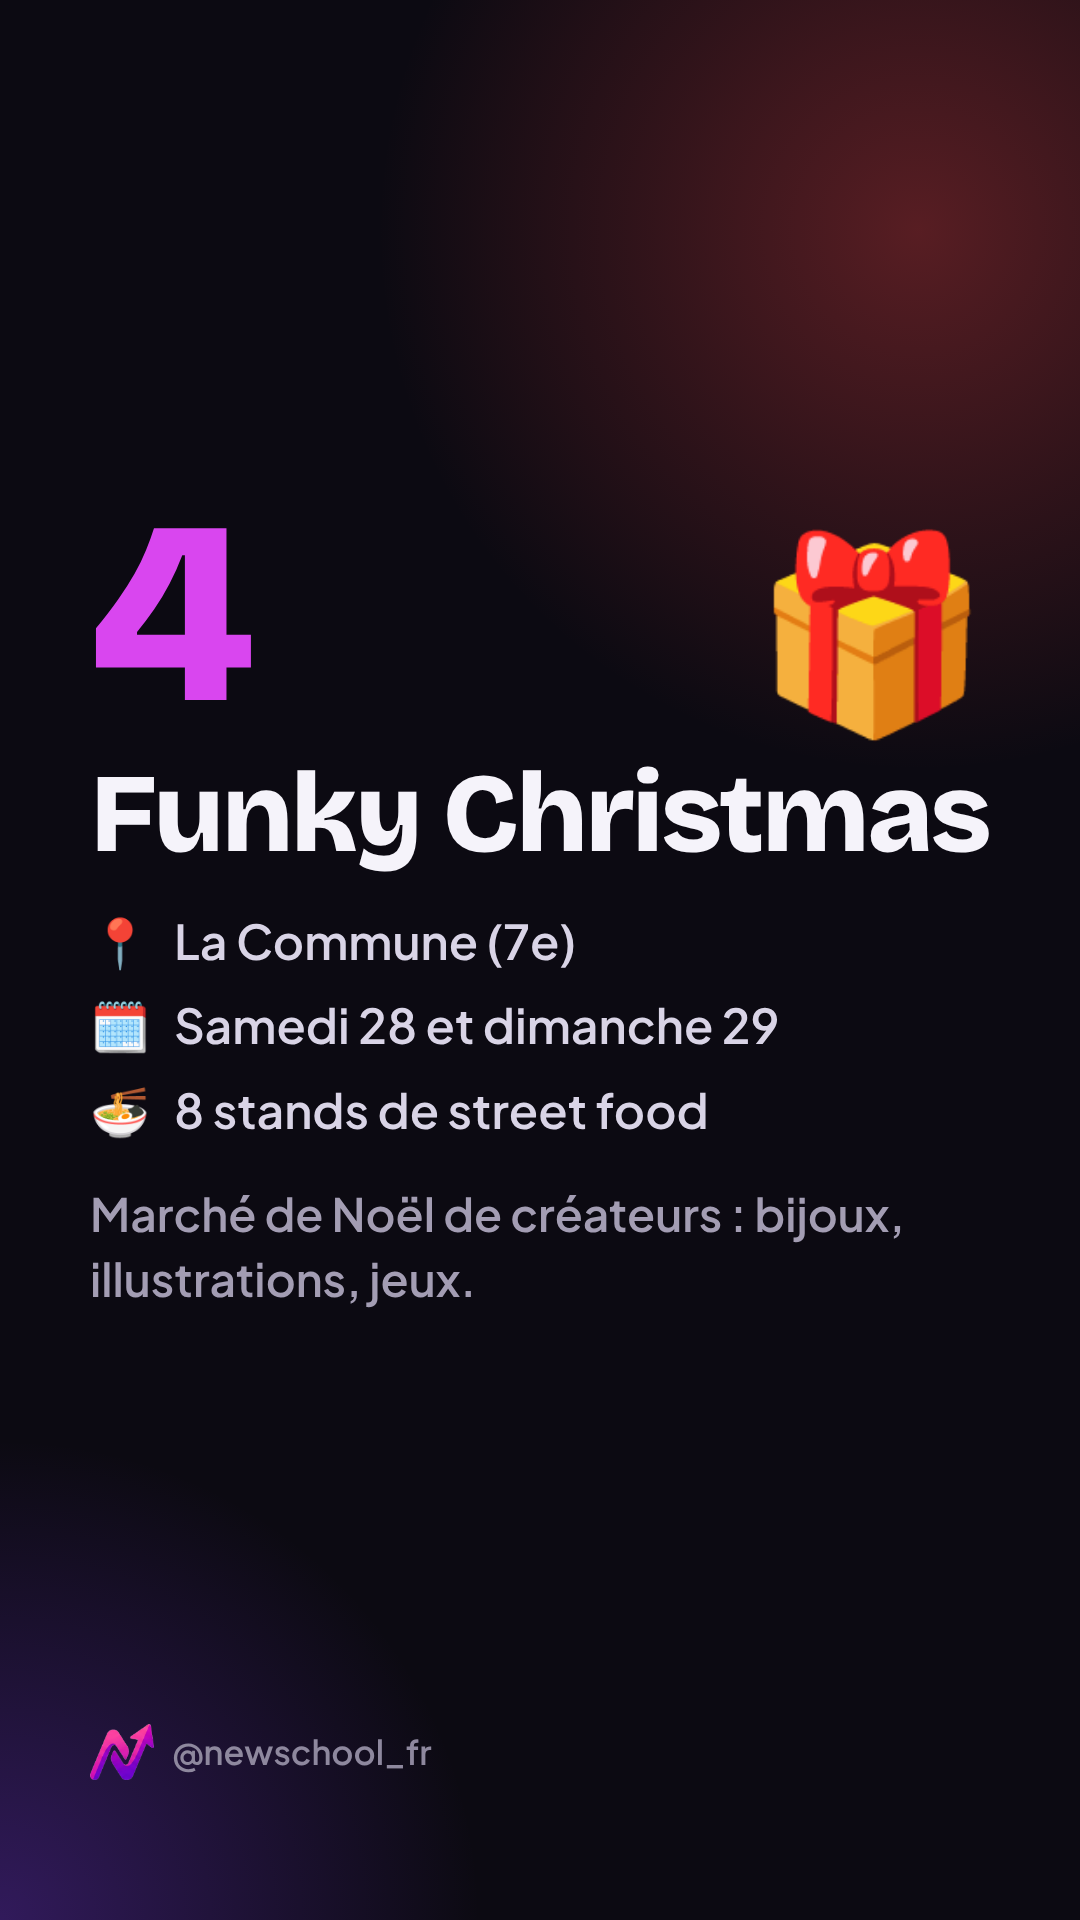 4
Funky Christmas
La Commune (7e)
Samedi 28 et dimanche 29
8 stands de street food
Marché de Noël de créateurs : bijoux,
illustrations, jeux.
@newschool_fr